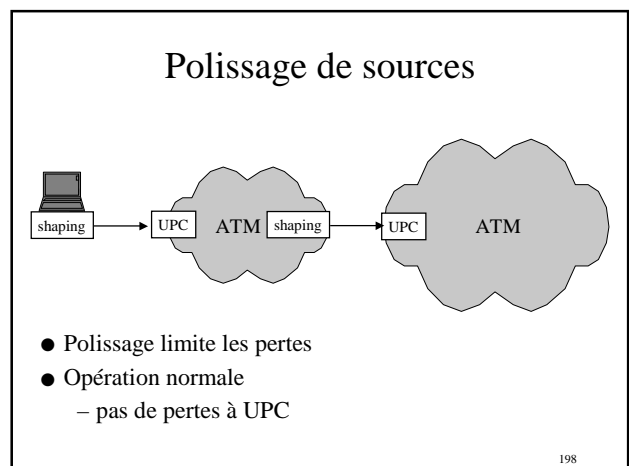 Polissage de sources
shaping UPC ATM shaping UPC ATM
● Polissage limite les pertes
● Opération normale
– pas de pertes à UPC
198